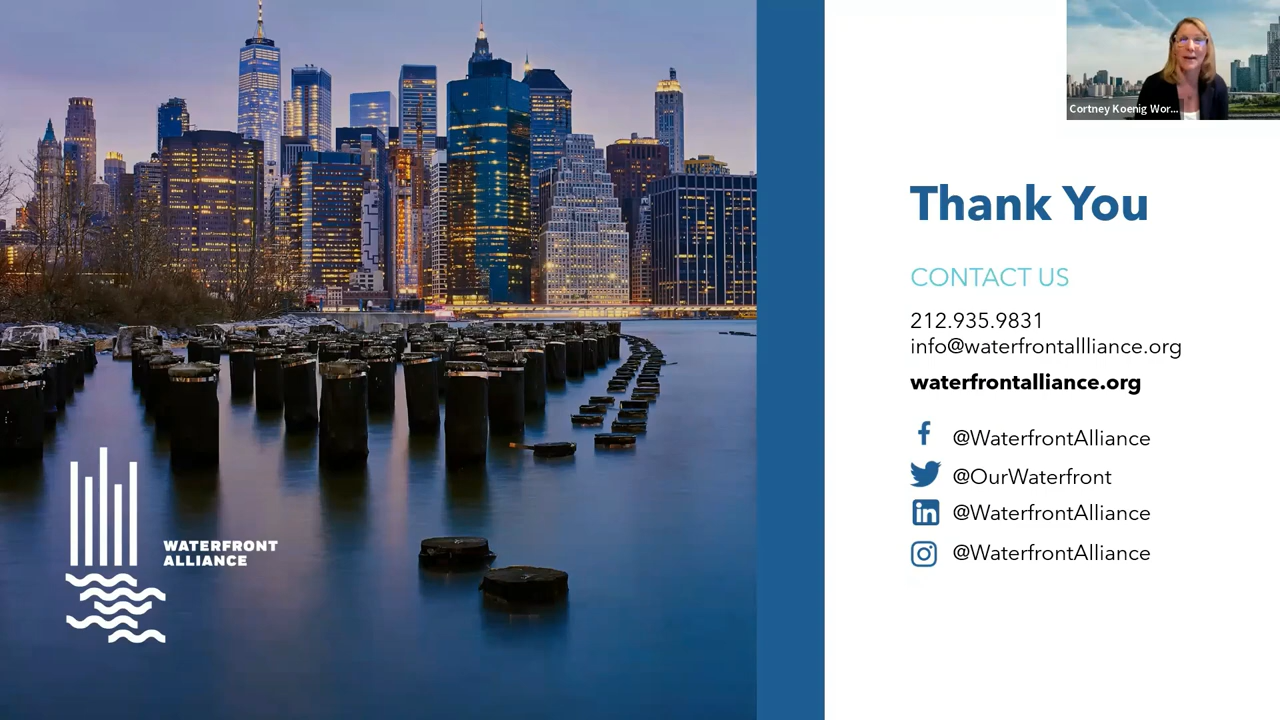 Cortney Koenig Wor...
Thank You
CONTACT US
212.935.9831
info@waterfrontallliance.org
waterfrontalliance.org
@WaterfrontAlliance
@OurWaterfront
@WaterfrontAlliance
@WaterfrontAlliance
WATERFRONT
ALLIANCE